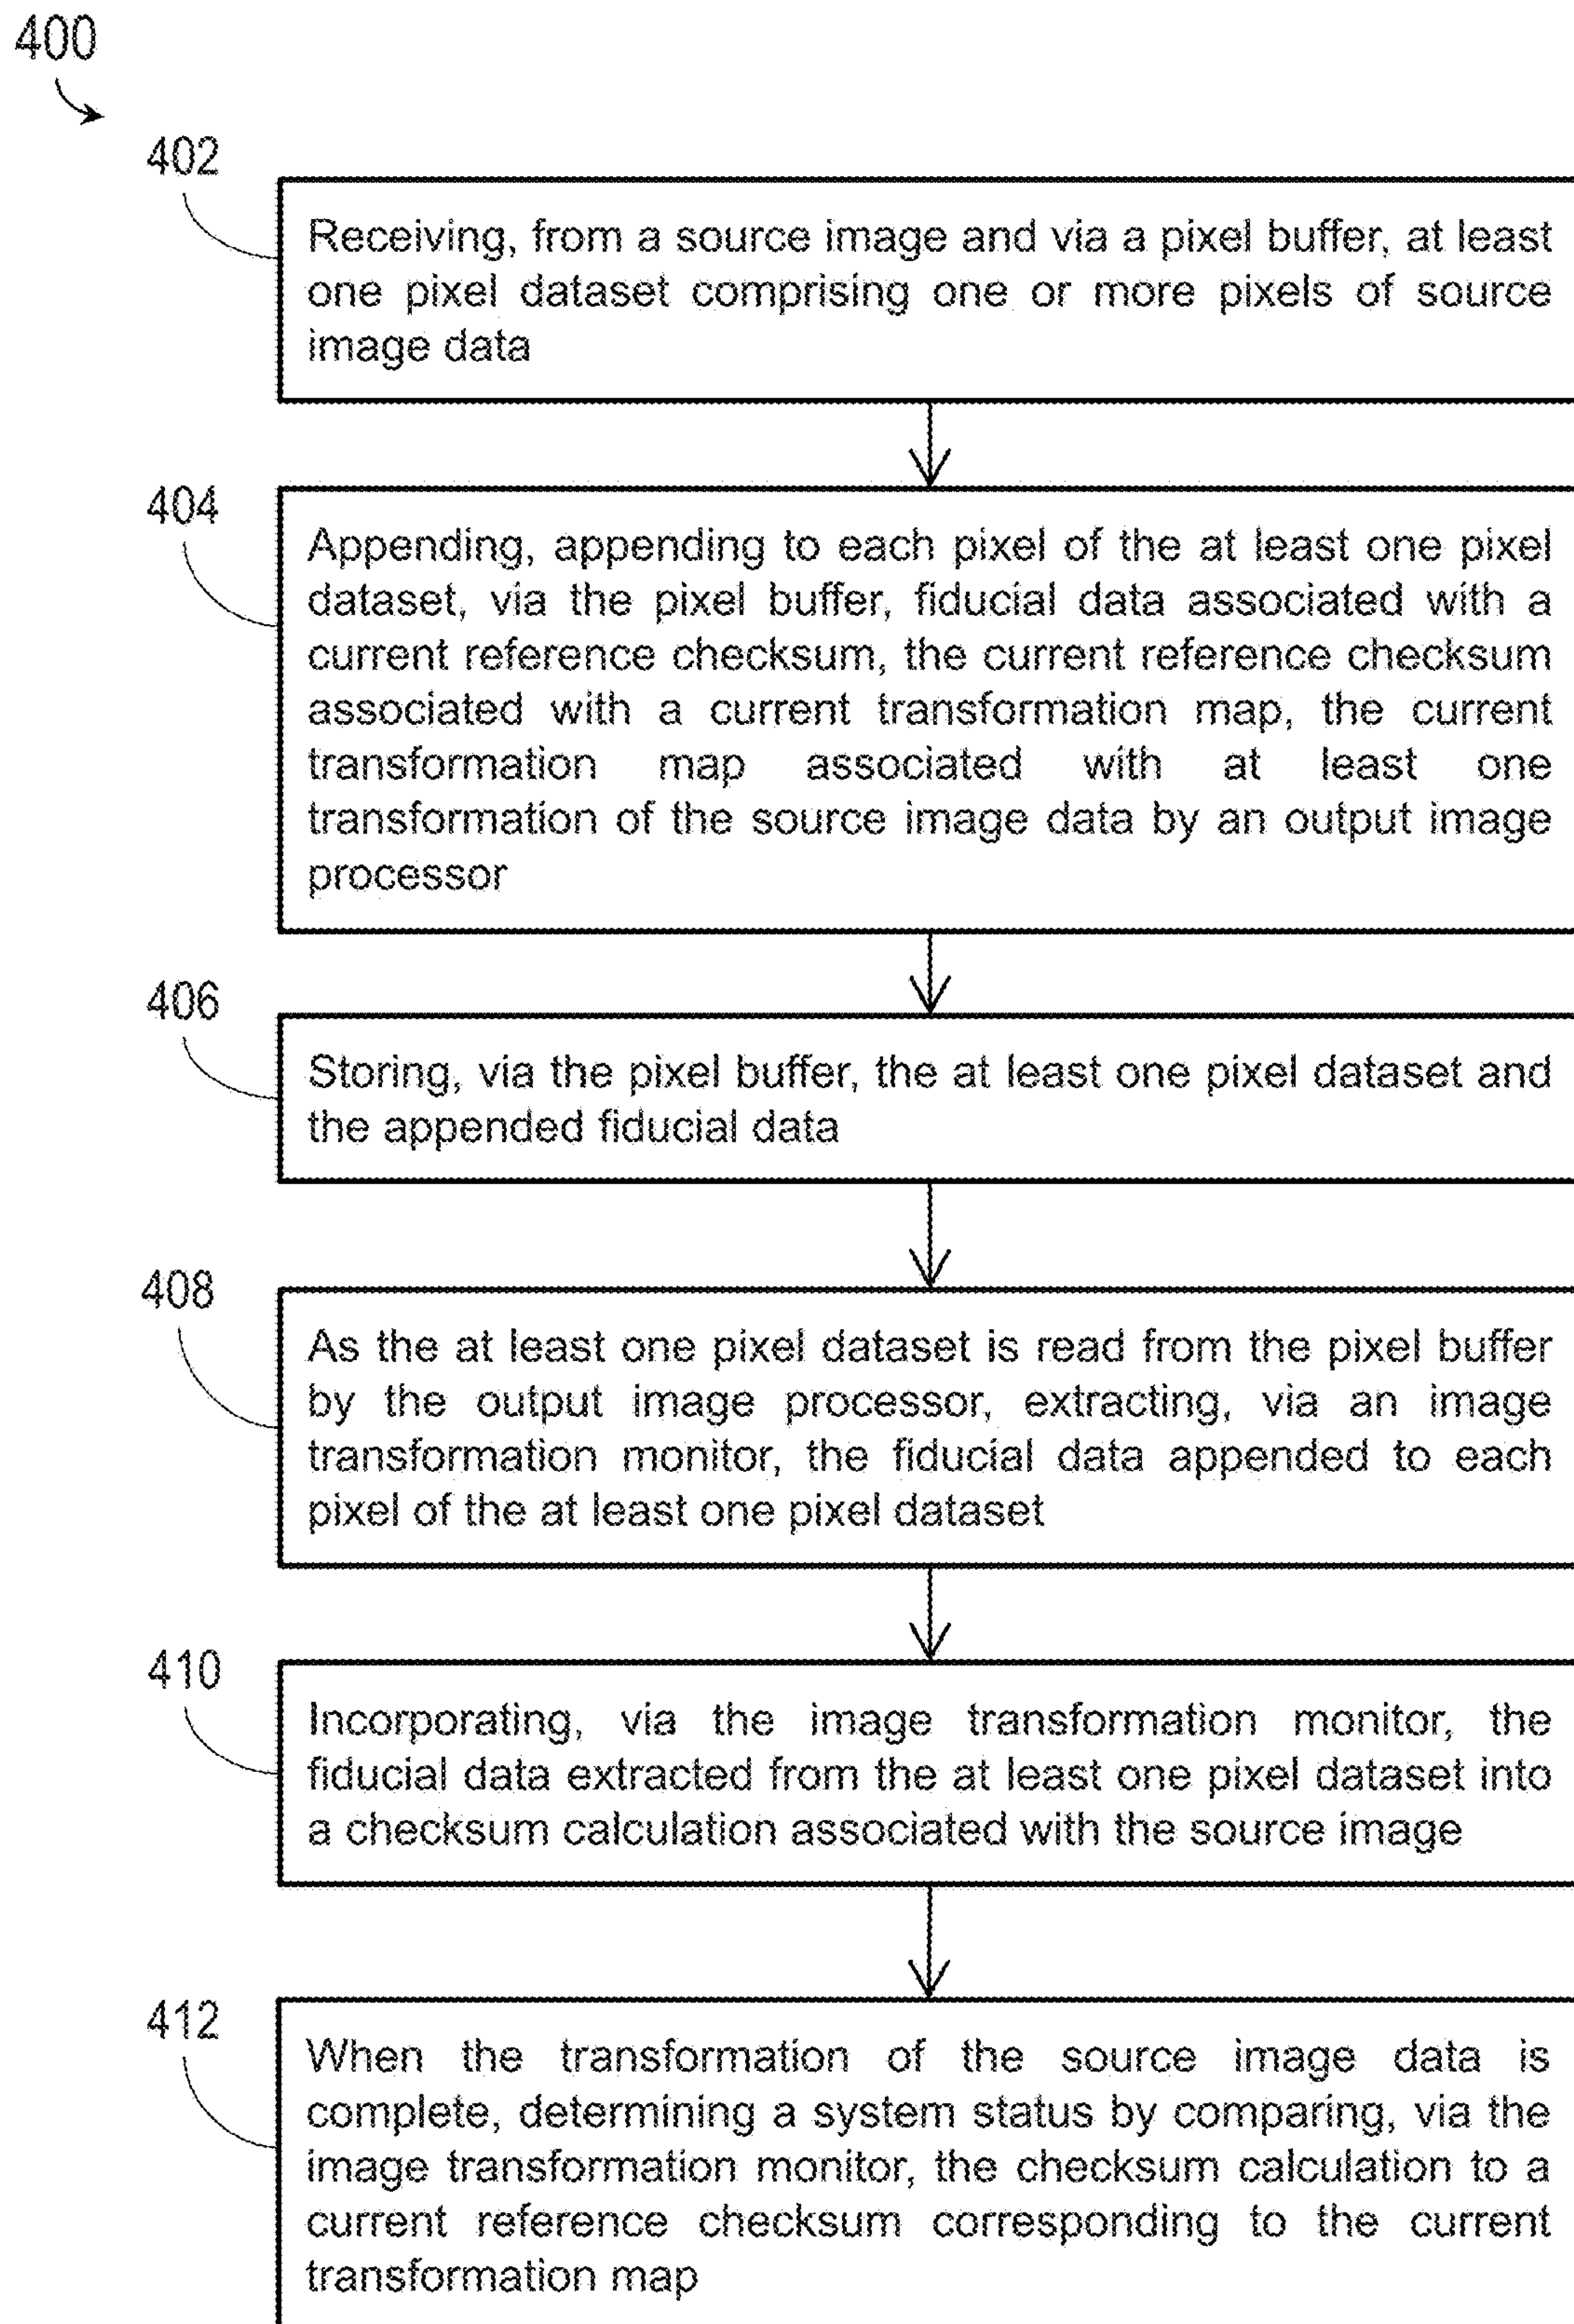 400
402
Receiving, from a source image and via a pixel buffer, at least
one pixel dataset comprising one or more pixels of source
image data
404
Appending, appending to each pixel of the at least one pixel
dataset, via the pixel buffer, fiducial data associated with a
current reference checksum, the current reference checksum
associated with a current transformation map, the current
transformation map associated with at least one
transformation of the source image data by an output image
processor
406
Storing, via the pixel buffer, the at least one pixel dataset and
the appended fiducial data
408
As the at least one pixel dataset is read from the pixel buffer
by the output image processor, extracting, via an image
transformation monitor, the fiducial data appended to each
pixel of the at least one pixel dataset
410
Incorporating, via the image transformation monitor, the
fiducial data extracted from the at least one pixel dataset into
a checksum calculation associated with the source image
412
When the transformation of the source image data is
complete, determining a system status by comparing, via the
image transformation monitor, the checksum calculation to a
current reference checksum corresponding to the current
transformation map